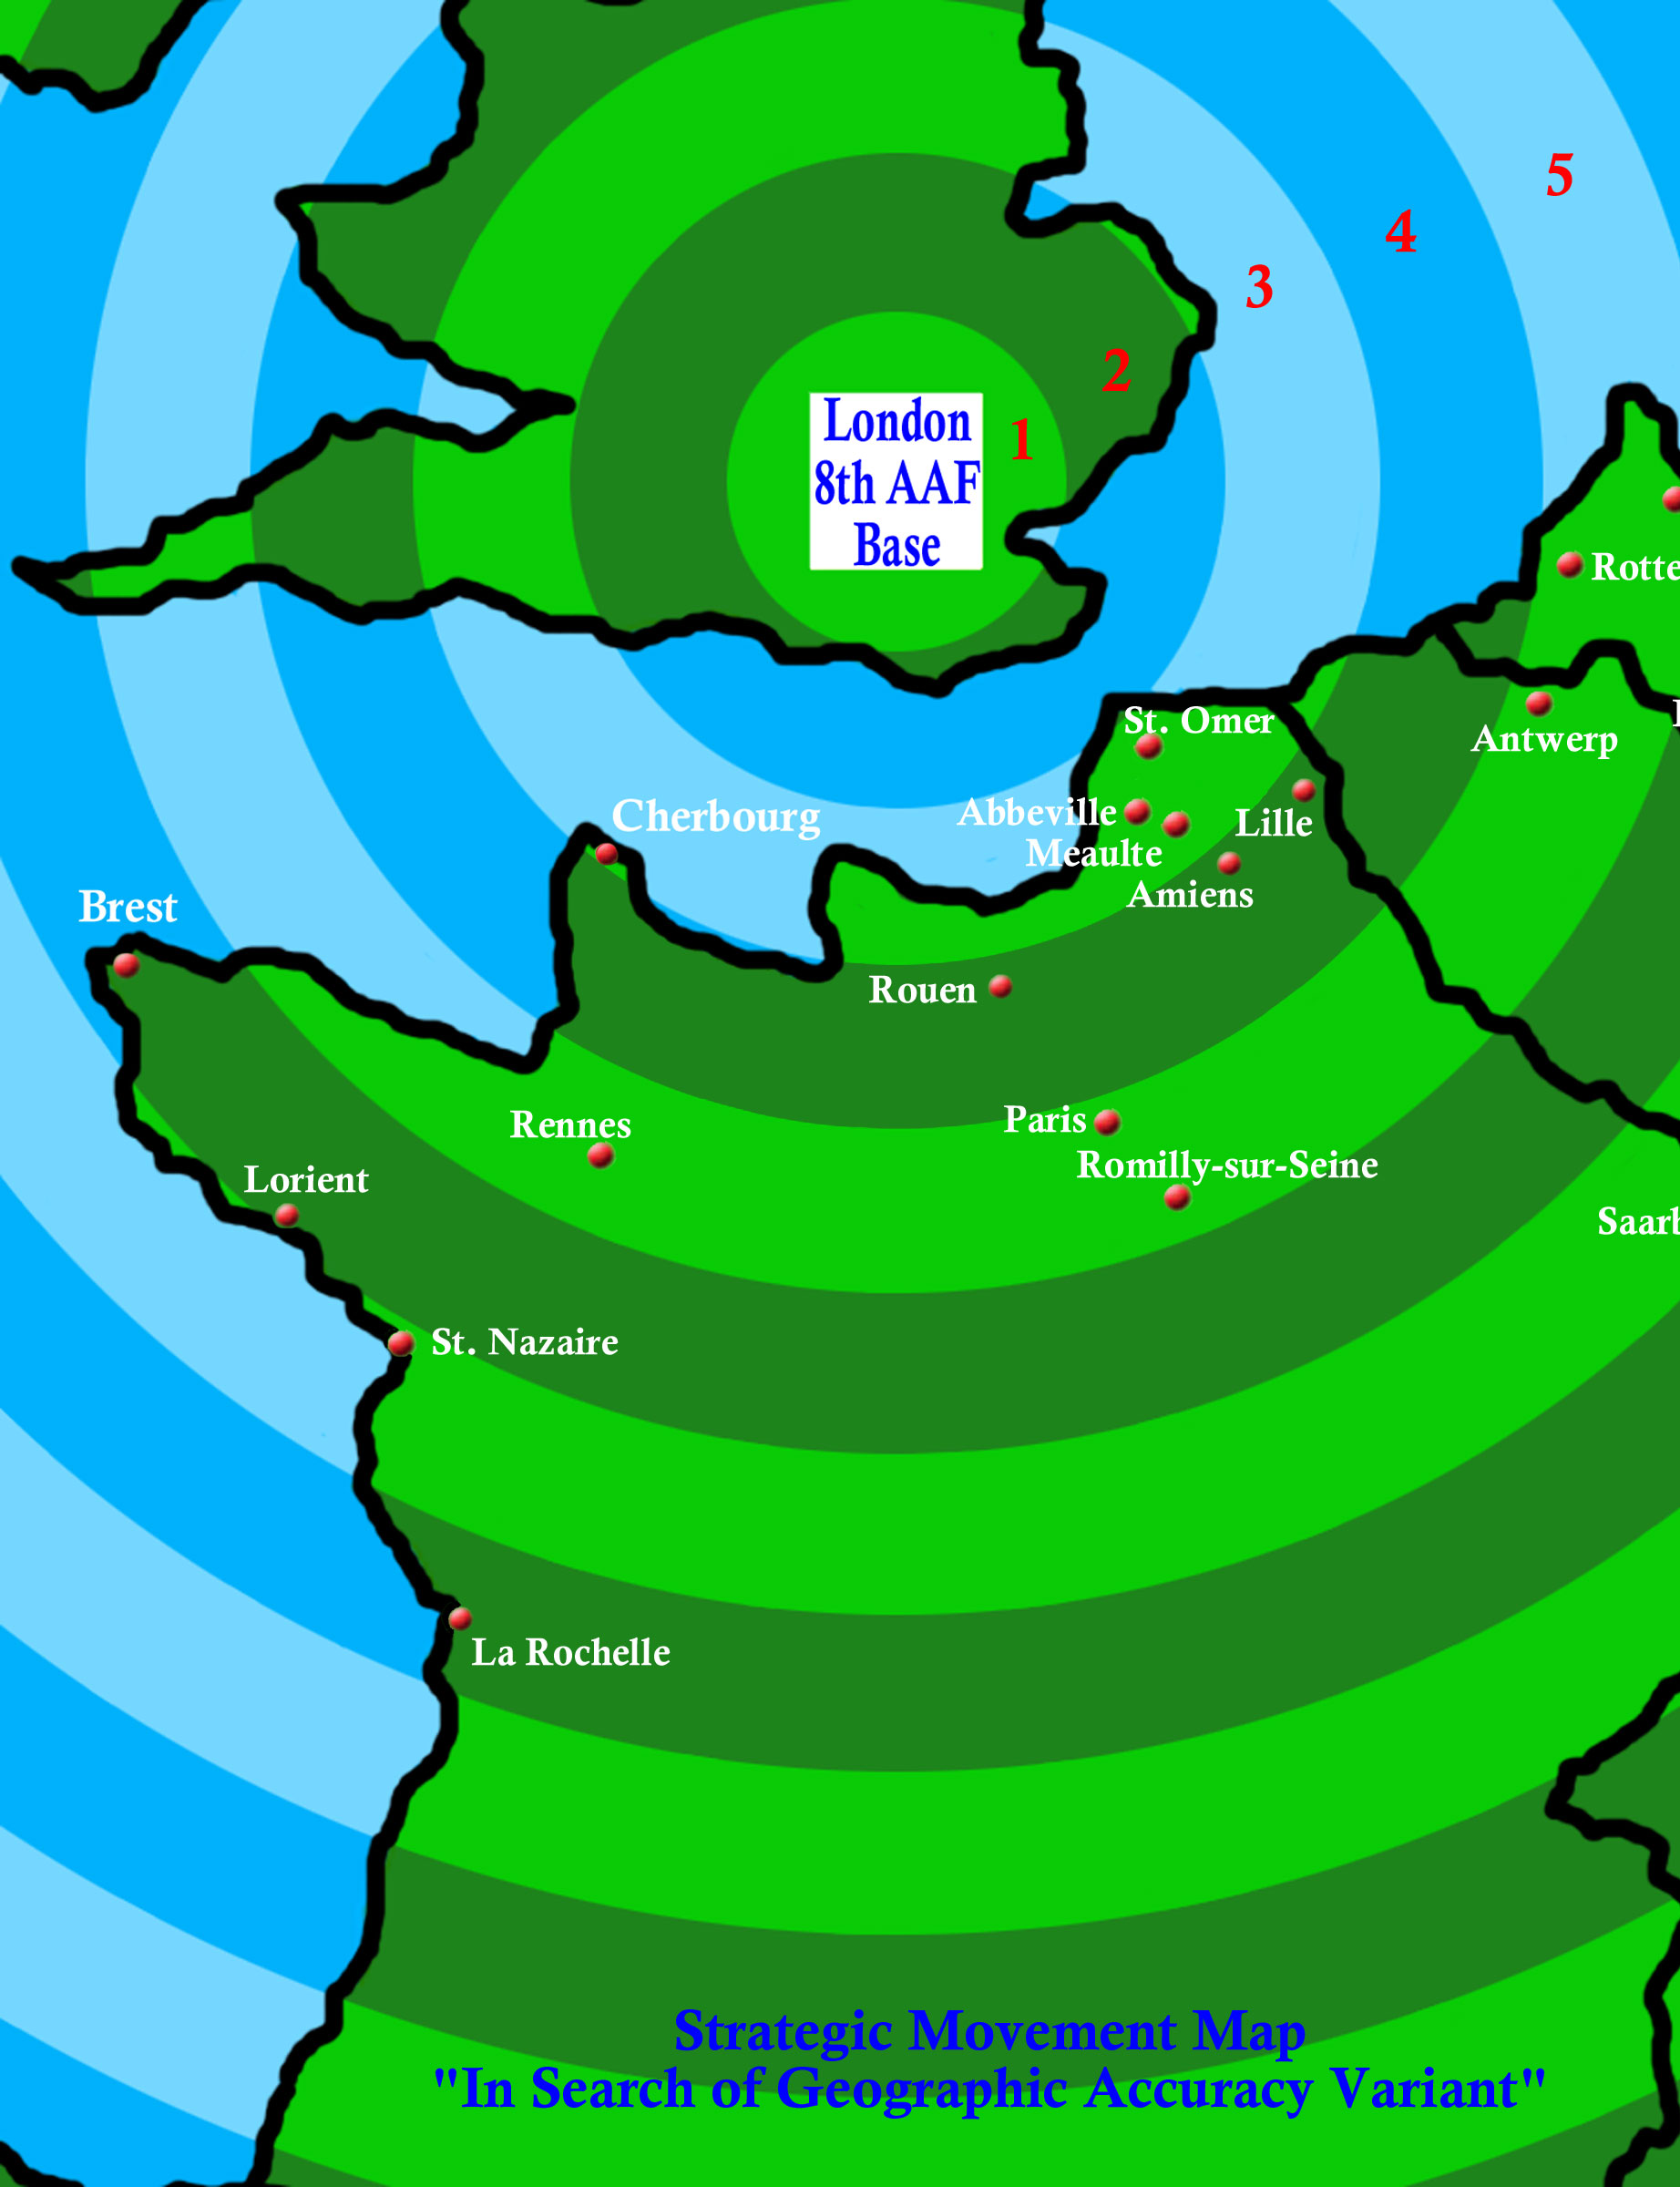 5
4
3
2
1
London
8th AAF
Base
Rotte
St. Omer
Antwerp
Abbeville
Cherbourg
Lille
Meaulte
Amiens
Brest
Rouen
Paris
Rennes
Romilly-sur-Seine
Lorient
Saarb
St. Nazaire
La Rochelle
Strategic Movement Map
"In Search of Geographic Accuracy Variant"